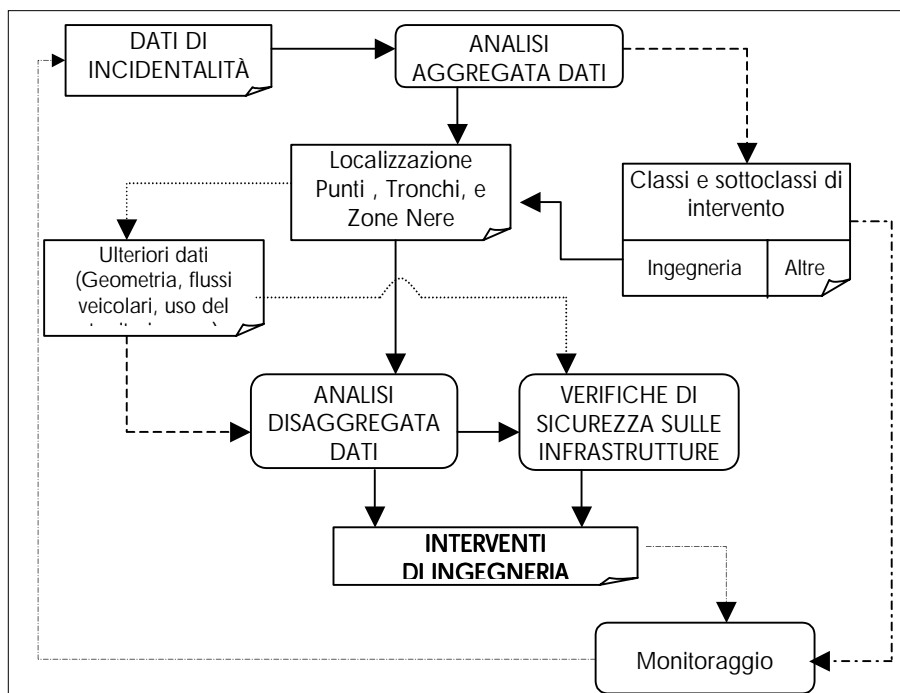 DATI DI
INCIDENTALITÀ
ANALISI
AGGREGATA DATI
Localizzazione
Punti , Tronchi, e
Zone Nere
Classi e sottoclassi di
intervento
Ingegneria
Altre
Ulteriori dati
(Geometria, flussi
veicolari, uso del
ANALISI
DISAGGREGATA
DATI
VERIFICHE DI
SICUREZZA SULLE
INFRASTRUTTURE
INTERVENTI
DI INGEGNERIA
Monitoraggio